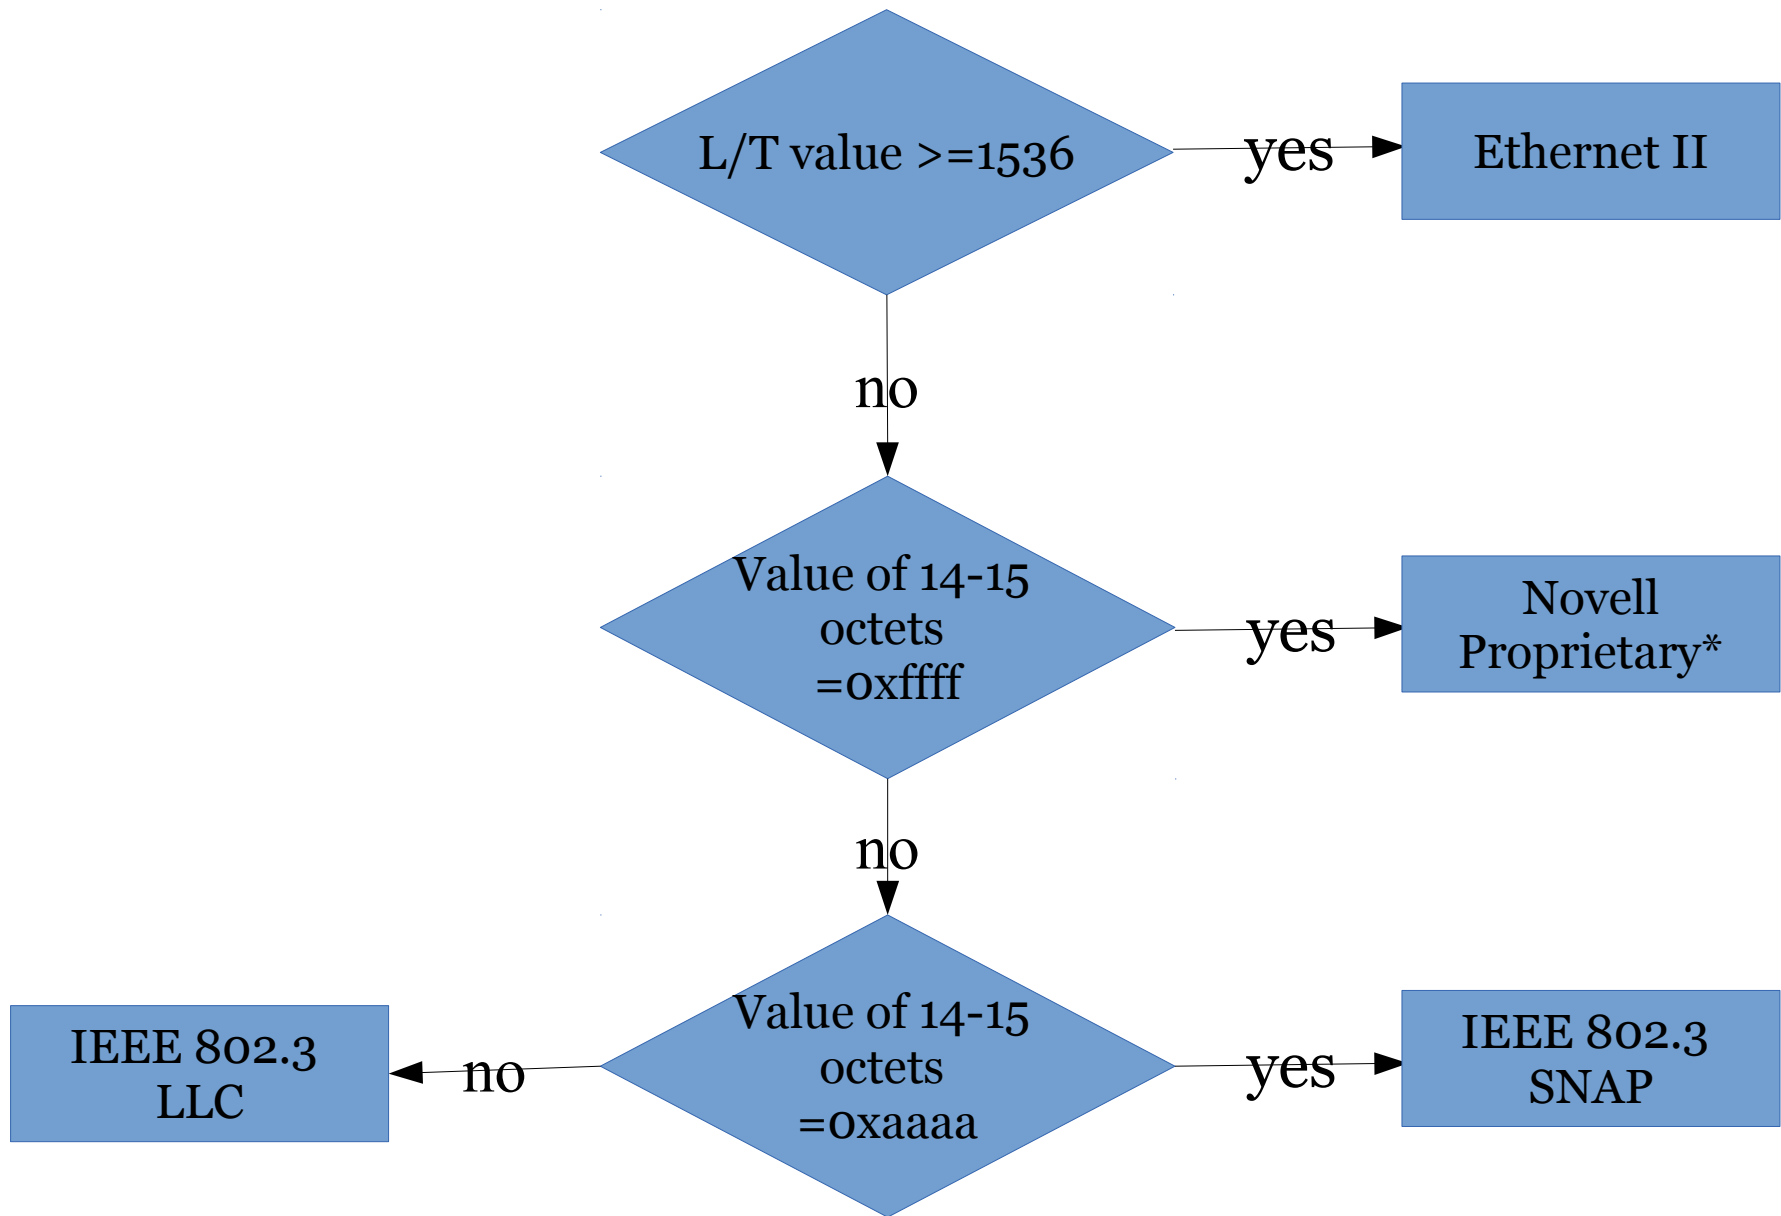 L/T value >=1536
yes
Ethernet II
no
Value of 14-15
octets
=0xffff
yes
Novell
Proprietary*
no
Value of 14-15
octets
=0xaaaa
yes
IEEE 802.3
SNAP
no
IEEE 802.3
LLC